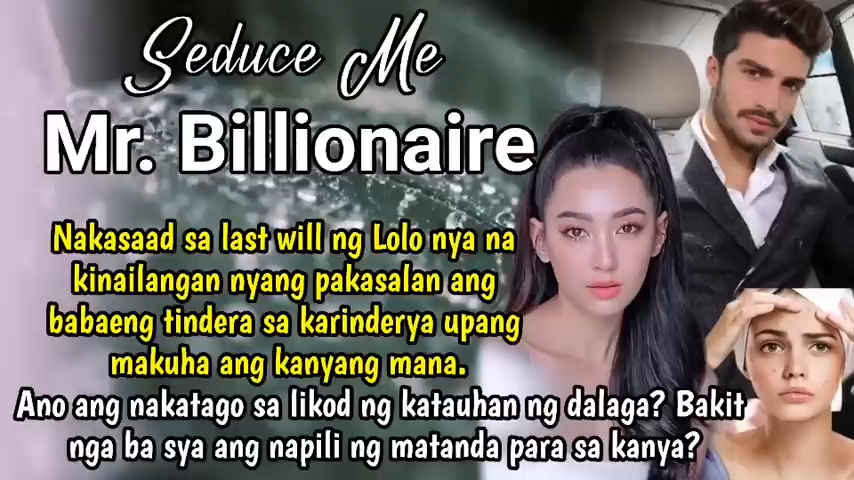 Seduce Me
Mr. Billionaire
Nakasaad sa last will ng Lolo nya na
kinailangan nyang pakasalan ang
babaeng tindera sa karinderya upang
makuha ang kanyang mana.
Ano ang nakatago sa likod ng katauhan ng dalaga? Bakit
nga ba sya ang napili ng matanda para sa kanya?